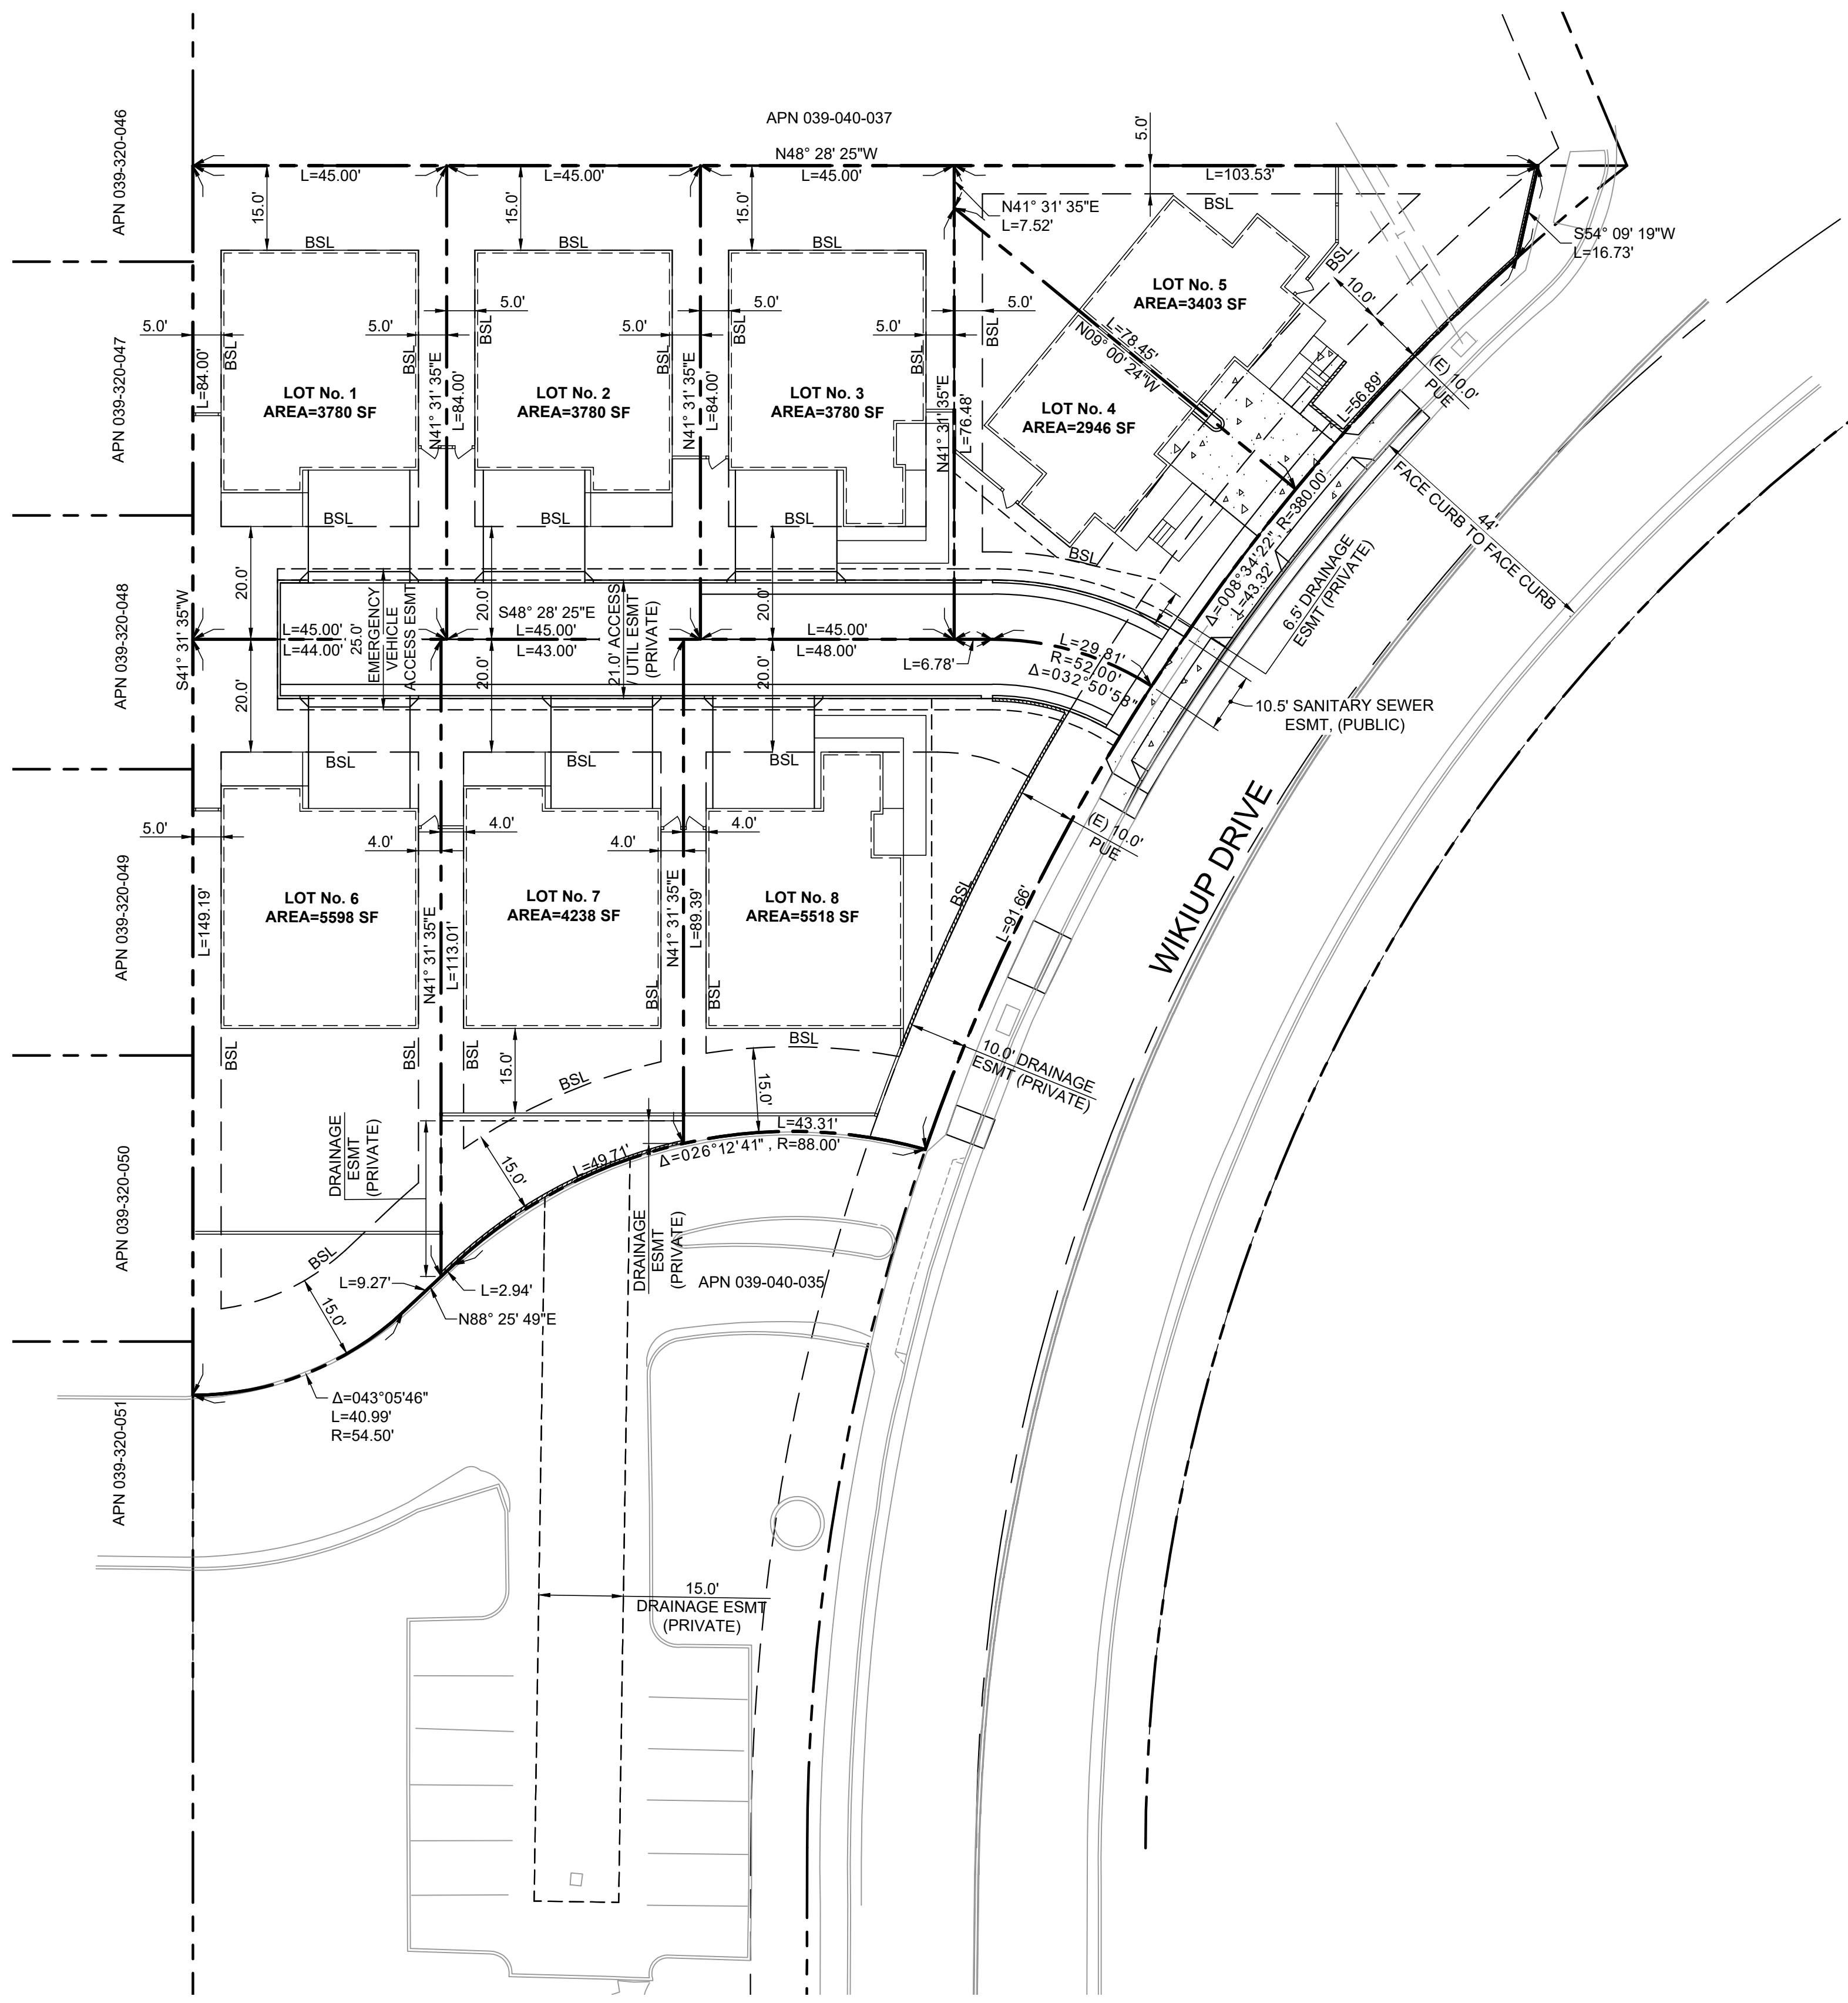 APN 039-040-037
N48° 28' 25"W
L=45.00'
L=45.00'
L=45.00'
L=103.53'
5.0'
APN 039-320-046
15.0'
15.0'
15.0'
N41° 31' 35"E
L=7.52'
BSL
S54° 09' 19"W
L=16.73'
BSL
BSL
BSL
BSL
10.0'
LOT No. 5
AREA=3403 SF
5.0'
5.0'
5.0'
5.0'
5.0'
5.0'
5.0'
APN 039-320-047
L=84.00'
BSL
BSL
BSL
BSL
BSL
BSL
BSL
LOT No. 1
AREA=3780 SF
N41° 31' 35"E
L=84.00'
LOT No. 2
AREA=3780 SF
N41° 31' 35"E
L=84.00'
LOT No. 3
AREA=3780 SF
N41° 31' 35"E
L=76.48'
L=78.45'
N09° 00' 24"W
LOT No. 4
AREA=2946 SF
L=56.89'
(E) 10.0'
PUE
BSL
BSL
BSL
BSL
FACE CURB TO FACE CURB
44'
Δ=008°34'22", R=380.00'
L=43.32'
6.5' DRAINAGE
ESMT (PRIVATE)
APN 039-320-048
S41° 31' 35"W
20.0'
20.0'
20.0'
S48° 28' 25"E
L=45.00'
L=45.00'
L=45.00'
L=44.00'
L=43.00'
L=48.00'
25.0'
EMERGENCY
VEHICLE
ACCESS ESMT
21.0' ACCESS
/UTIL ESMT
(PRIVATE)
L=6.78'
L=29.81'
R=52.00'
Δ=032°50'58"
10.5' SANITARY SEWER
ESMT, (PUBLIC)
20.0'
20.0'
20.0'
BSL
BSL
BSL
(E) 10.0'
PUE
WIKIUP DRIVE
5.0'
4.0'
4.0'
4.0'
4.0'
APN 039-320-049
L=149.19'
LOT No. 6
AREA=5598 SF
N41° 31' 35"E
L=113.01'
LOT No. 7
AREA=4238 SF
N41° 31' 35"E
L=89.39'
LOT No. 8
AREA=5518 SF
BSL
L=91.66'
BSL
BSL
BSL
BSL
BSL
BSL
15.0'
BSL
15.0'
10.0' DRAINAGE
ESMT (PRIVATE)
APN 039-320-050
DRAINAGE
ESMT
(PRIVATE)
L=43.31'
Δ=026°12'41" , R=88.00'
L=49.71'
15.0'
DRAINAGE
ESMT
(PRIVATE)
APN 039-040-035
BSL
15.0'
L=9.27'
L=2.94'
N88° 25' 49"E
Δ=043°05'46"
L=40.99'
R=54.50'
APN 039-320-051
15.0'
DRAINAGE ESMT
(PRIVATE)